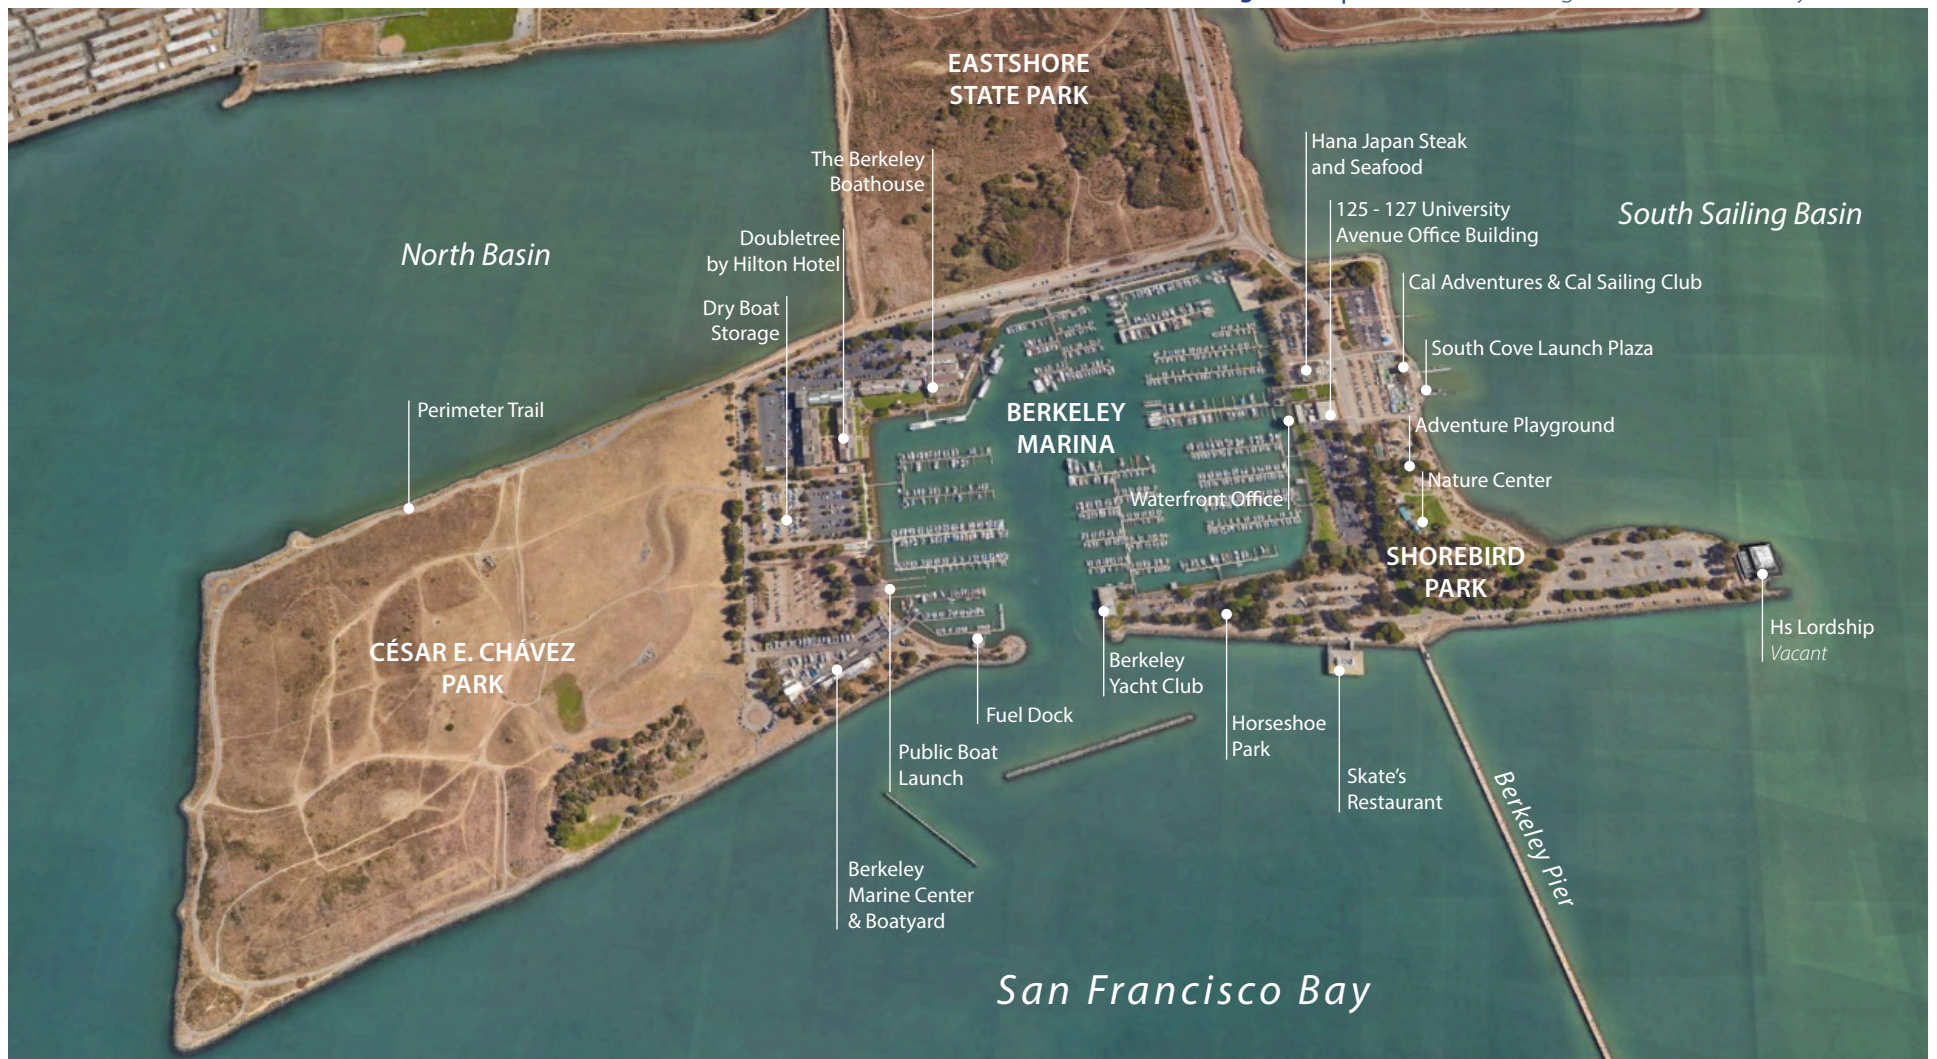 EASTSHORE
STATE PARK
Hana Japan Steak
and Seafood
The Berkeley
Boathouse
125 - 127 University
Avenue Office Building
South Sailing Basin
North Basin
Doubletree
by Hilton Hotel
Cal Adventures & Cal Sailing Club
Dry Boat
Storage
South Cove Launch Plaza
Perimeter Trail
BERKELEY
MARINA
Adventure Playground
Nature Center
Waterfront Office
SHOREBIRD
PARK
CÉSAR E. CHÁVEZ
PARK
Hs Lordship
Vacant
Berkeley
Yacht Club
Fuel Dock
Horseshoe
Park
Public Boat
Launch
Skate's
Restaurant
Berkeley Pier
Berkeley
Marine Center
& Boatyard
San Francisco Bay